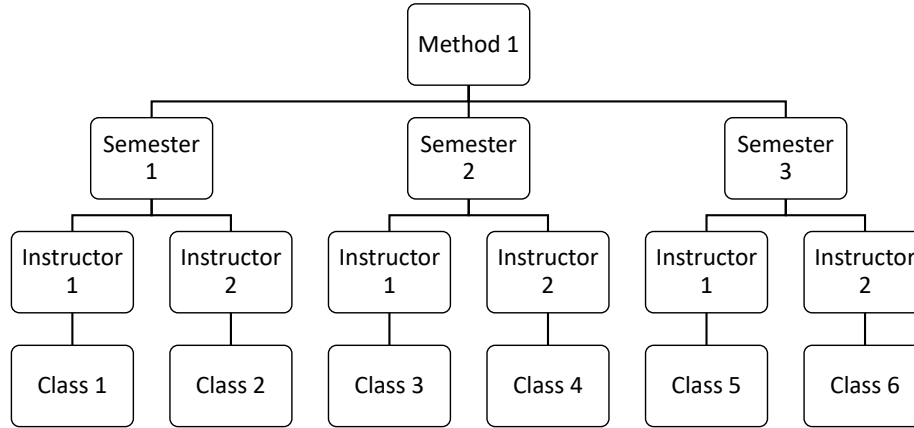 Method 1
Semester
1
Semester
2
Semester
3
Instructor
1
Instructor
2
Instructor
1
Instructor
2
Instructor
1
Instructor
2
Class 1
Class 2
Class 3
Class 4
Class 5
Class 6